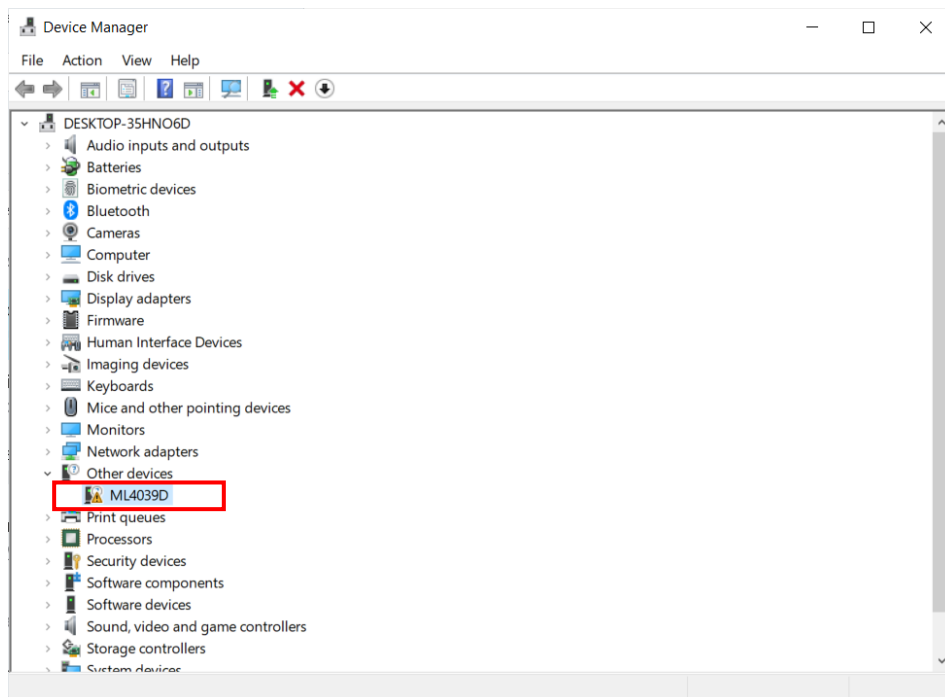 Device Manager
File Action View Help
DESKTOP-35HNO6D
Audio inputs and outputs
Batteries
Biometric devices
Bluetooth
Cameras
Computer
Disk drives
Display adapters
Firmware
Human Interface Devices
Imaging devices
Keyboards
Mice and other pointing devices
Monitors
Network adapters
Other devices
ML4039D
Print queues
Processors
Security devices
Software components
Software devices
Sound, video and game controllers
Storage controllers
System devices